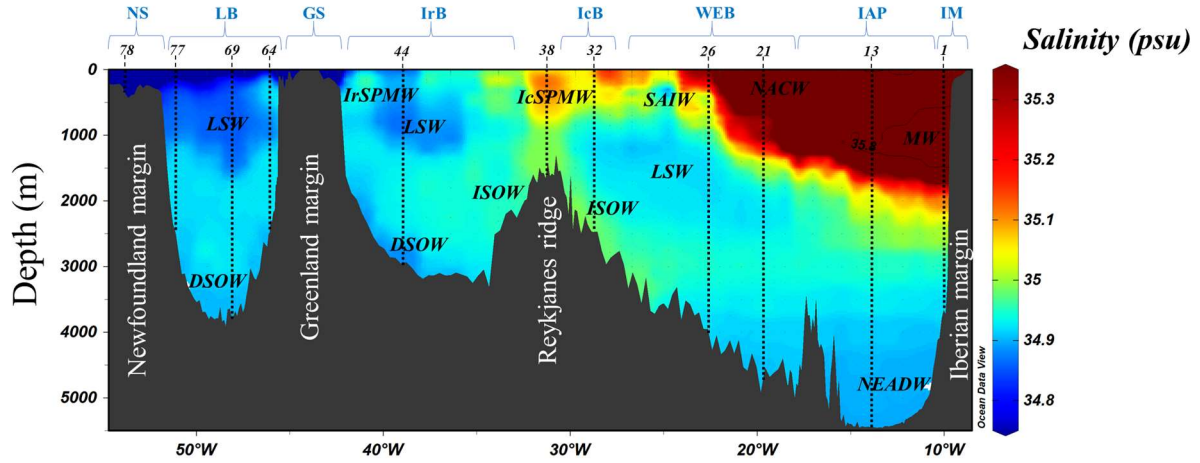 NS LB GS IrB IcB WEB IAP IM
78 77 69 64 44 38 32 26 21 13 1
Salinity (psu)
Depth (m)
0
1000
2000
3000
4000
5000
50°W 40°W 30°W 20°W 10°W
Newfoundland margin
LSW
DSOW
Greenland margin
IrSPMW
LSW
ISOW
DSOW
IcSPMW
Reykjanes ridge
ISOW
SAIW
LSW
NACW
MW
NEADW
Iberian margin
Ocean Data View
35.3
35.2
35.1
35
34.9
34.8